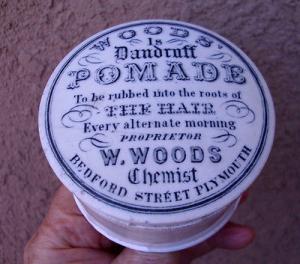 WOODS'
Is
Dandruff
POMADE
To be rubbed into the roots of
THE HAIR
Every alternate morning
PROPRIETOR
W. WOODS
Chemist
BEDFORD STREET PLYMOUTH